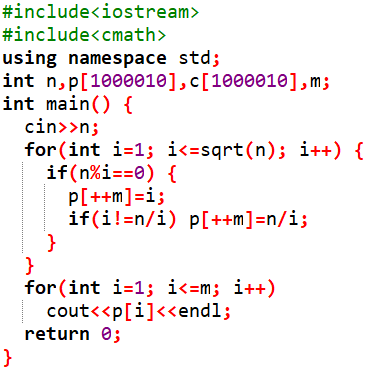 #include<iostream>
#include<cmath>
using namespace std;
int n,p[1000010],c[1000010],m;
int main() {
  cin>>n;
  for(int i=1; i<=sqrt(n); i++) {
    if(n%i==0) {
      p[++m]=i;
      if(i!=n/i) p[++m]=n/i;
    }
  }
  for(int i=1; i<=m; i++)
    cout<<p[i]<<endl;
  return 0;
}